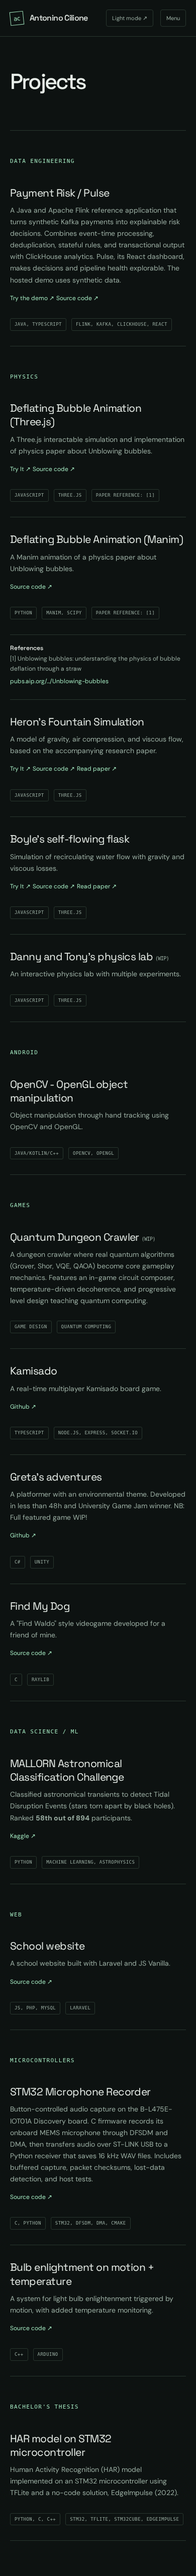 ac Antonino Cilione
Light mode ↗
Menu
Projects
DATA ENGINEERING
Payment Risk / Pulse
A Java and Apache Flink reference application that
turns synthetic Kafka payments into explainable risk
decisions. Combines event-time processing,
deduplication, stateful rules, and transactional output
with ClickHouse analytics. Pulse, its React dashboard,
makes decisions and pipeline health explorable. The
hosted demo uses synthetic data.
Try the demo ↗ Source code ↗
JAVA, TYPESCRIPT
FLINK, KAFKA, CLICKHOUSE, REACT
PHYSICS
Deflating Bubble Animation
(Three.js)
A Three.js interactable simulation and implementation
of physics paper about Unblowing bubbles.
Try It ↗ Source code ↗
JAVASCRIPT
THREE.JS
PAPER REFERENCE: [1]
Deflating Bubble Animation (Manim)
A Manim animation of a physics paper about
Unblowing bubbles.
Source code ↗
PYTHON
MANIM, SCIPY
PAPER REFERENCE: [1]
References
[1] Unblowing bubbles: understanding the physics of bubble
deflation through a straw
pubs.aip.org/../Unblowing-bubbles
Heron's Fountain Simulation
A model of gravity, air compression, and viscous flow,
based on the accompanying research paper.
Try It ↗ Source code ↗ Read paper ↗
JAVASCRIPT
THREE.JS
Boyle's self-flowing flask
Simulation of recirculating water flow with gravity and
viscous losses.
Try It ↗ Source code ↗ Read paper ↗
JAVASCRIPT
THREE.JS
Danny and Tony's physics lab (WIP)
An interactive physics lab with multiple experiments.
JAVASCRIPT
THREE.JS
ANDROID
OpenCV - OpenGL object
manipulation
Object manipulation through hand tracking using
OpenCV and OpenGL.
JAVA/KOTLIN/C++
OPENCV, OPENGL
GAMES
Quantum Dungeon Crawler (WIP)
A dungeon crawler where real quantum algorithms
(Grover, Shor, VQE, QAOA) become core gameplay
mechanics. Features an in-game circuit composer,
temperature-driven decoherence, and progressive
level design teaching quantum computing.
GAME DESIGN
QUANTUM COMPUTING
Kamisado
A real-time multiplayer Kamisado board game.
Github ↗
TYPESCRIPT
NODE.JS, EXPRESS, SOCKET.IO
Greta's adventures
A platformer with an environmental theme. Developed
in less than 48h and University Game Jam winner. NB:
Full featured game WIP!
Github ↗
C#
UNITY
Find My Dog
A "Find Waldo" style videogame developed for a
friend of mine.
Source code ↗
C
RAYLIB
DATA SCIENCE / ML
MALLORN Astronomical
Classification Challenge
Classified astronomical transients to detect Tidal
Disruption Events (stars torn apart by black holes).
Ranked 58th out of 894 participants.
Kaggle ↗
PYTHON
MACHINE LEARNING, ASTROPHYSICS
WEB
School website
A school website built with Laravel and JS Vanilla.
Source code ↗
JS, PHP, MYSQL
LARAVEL
MICROCONTROLLERS
STM32 Microphone Recorder
Button-controlled audio capture on the B-L475E-
IOT01A Discovery board. C firmware records its
onboard MEMS microphone through DFSDM and
DMA, then transfers audio over ST-LINK USB to a
Python receiver that saves 16 kHz WAV files. Includes
buffered capture, packet checksums, lost-data
detection, and host tests.
Source code ↗
C, PYTHON
STM32, DFSDM, DMA, CMAKE
Bulb enlightment on motion +
temperature
A system for light bulb enlightenment triggered by
motion, with added temperature monitoring.
Source code ↗
C++
ARDUINO
BACHELOR'S THESIS
HAR model on STM32
microcontroller
Human Activity Recognition (HAR) model
implemented on an STM32 microcontroller using
TFLite and a no-code solution, EdgeImpulse (2022).
PYTHON, C, C++
STM32, TFLITE, STM32CUBE, EDGEIMPULSE